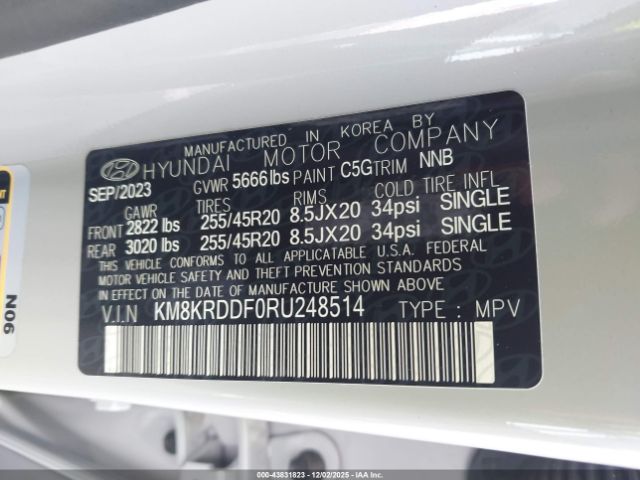 MANUFACTURED IN KOREA BY
HYUNDAI MOTOR COMPANY
SEP/2023 GVWR 5666lbs PAINT C5G TRIM NNB
GAWR TIRES RIMS COLD TIRE INFL
FRONT 2822 lbs 255/45R20 8.5JX20 34psi SINGLE
REAR 3020 lbs 255/45R20 8.5JX20 34psi SINGLE
THIS VEHICLE CONFORMS TO ALL APPLICATABLE U.S.A. FEDERAL
MOTOR VEHICLE SAFETY AND THEFT PREVENTION STANDARDS
IN EFFECT ON THE DATE OF MANUFACTURE SHOWN ABOVE.
V.I.N KM8KRDDF0RU248514 TYPE : MPV
N06
000-43831823 12/02/2025 - IAA, Inc.